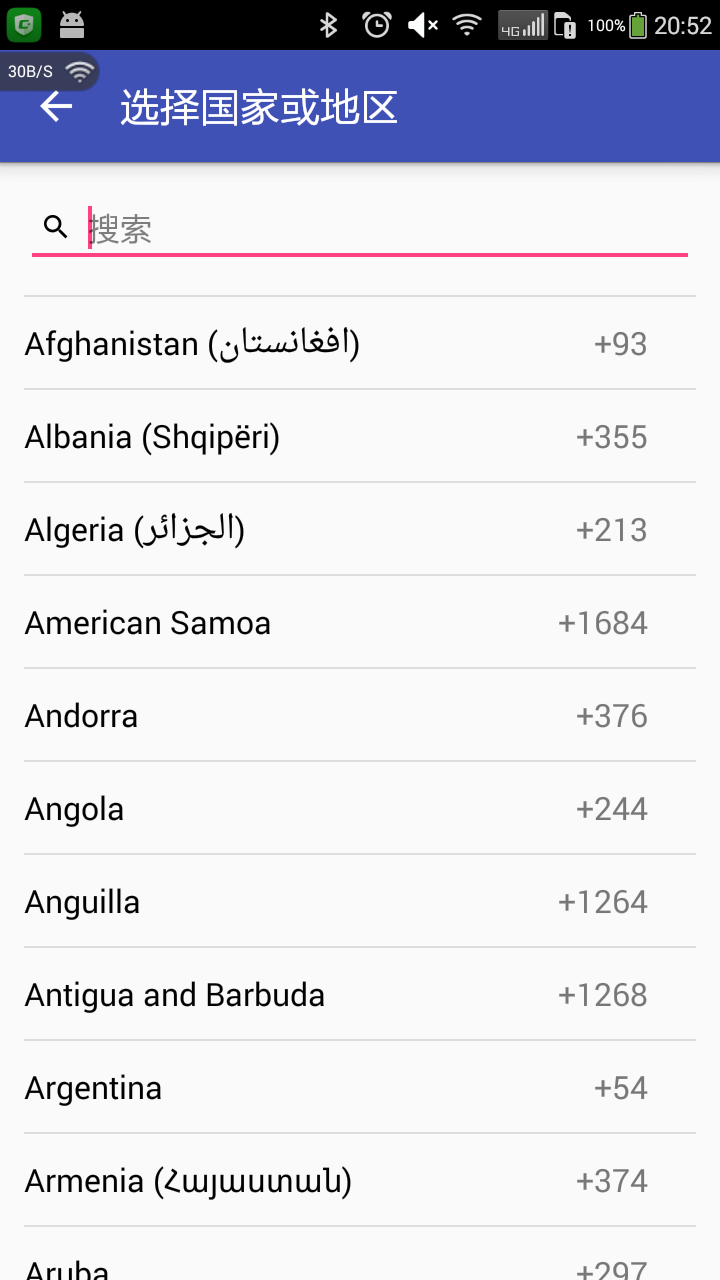 4G 100% 20:52
30B/S
选择国家或地区
搜索
Afghanistan (افغانستان) +93
Albania (Shqipëri) +355
Algeria (الجزائر) +213
American Samoa +1684
Andorra +376
Angola +244
Anguilla +1264
Antigua and Barbuda +1268
Argentina +54
Armenia (Հայաստան) +374
Aruba +297